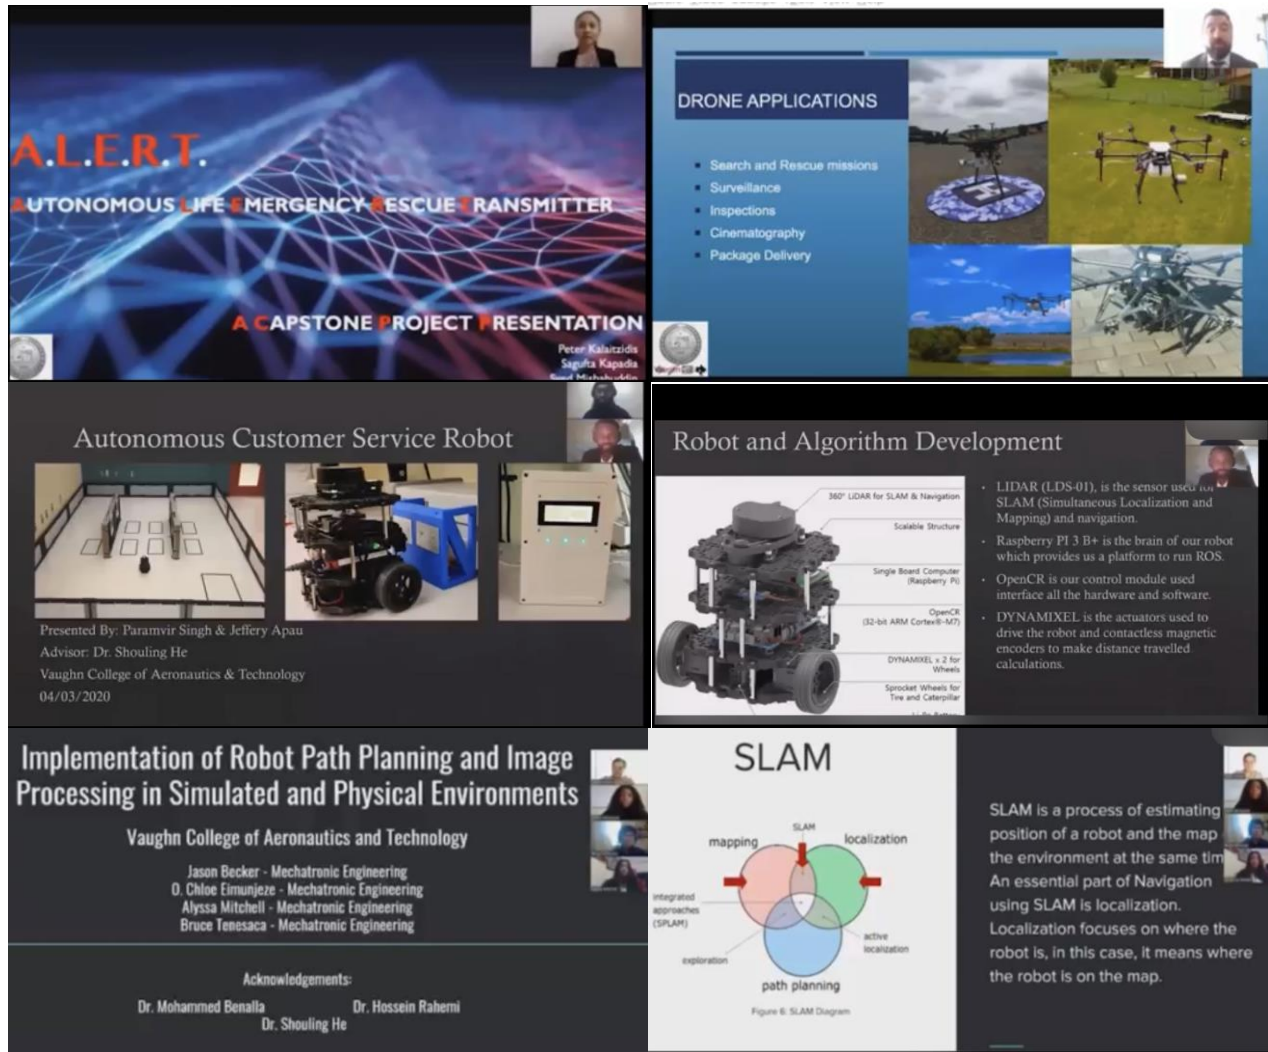 A.L.E.R.T.
AUTONOMOUS LIFE EMERGENCY RESCUE TRANSMITTER
A CAPSTONE PROJECT PRESENTATION
Peter Kalaitzidis
Sagufta Kapadia
DRONE APPLICATIONS
Search and Rescue missions
Surveillance
Inspections
Cinematography
Package Delivery
Autonomous Customer Service Robot
Presented By: Paramvir Singh & Jeffery Apau
Advisor: Dr. Shouling He
Vaughn College of Aeronautics & Technology
04/03/2020
Robot and Algorithm Development
360° LiDAR for SLAM & Navigation
Scalable Structure
Single Board Computer
(Raspberry Pi)
OpenCR
(32-bit ARM Cortex®-M7)
DYNAMIXEL x 2 for
Wheels
Sprocket Wheels for
Tire and Caterpillar
LIDAR (LDS-01), is the sensor used for
SLAM (Simultaneous Localization and
Mapping) and navigation.
Raspberry PI 3 B+ is the brain of our robot
which provides us a platform to run ROS.
OpenCR is our control module used
interface all the hardware and software.
DYNAMIXEL is the actuators used to
drive the robot and contactless magnetic
encoders to make distance travelled
calculations.
Implementation of Robot Path Planning and Image
Processing in Simulated and Physical Environments
Vaughn College of Aeronautics and Technology
Jason Becker - Mechatronic Engineering
O. Chloe Eimunjeze - Mechatronic Engineering
Alyssa Mitchell - Mechatronic Engineering
Bruce Tenesaca - Mechatronic Engineering
Acknowledgements:
Dr. Mohammed Benalla Dr. Hossein Rahemi
Dr. Shouling He
SLAM
SLAM
mapping
localization
integrated
approaches
(SPLAM)
active
localization
exploration
path planning
Figure 6: SLAM Diagram
SLAM is a process of estimating
position of a robot and the map
the environment at the same tim
An essential part of Navigation
using SLAM is localization.
Localization focuses on where the
robot is, in this case, it means where
the robot is on the map.